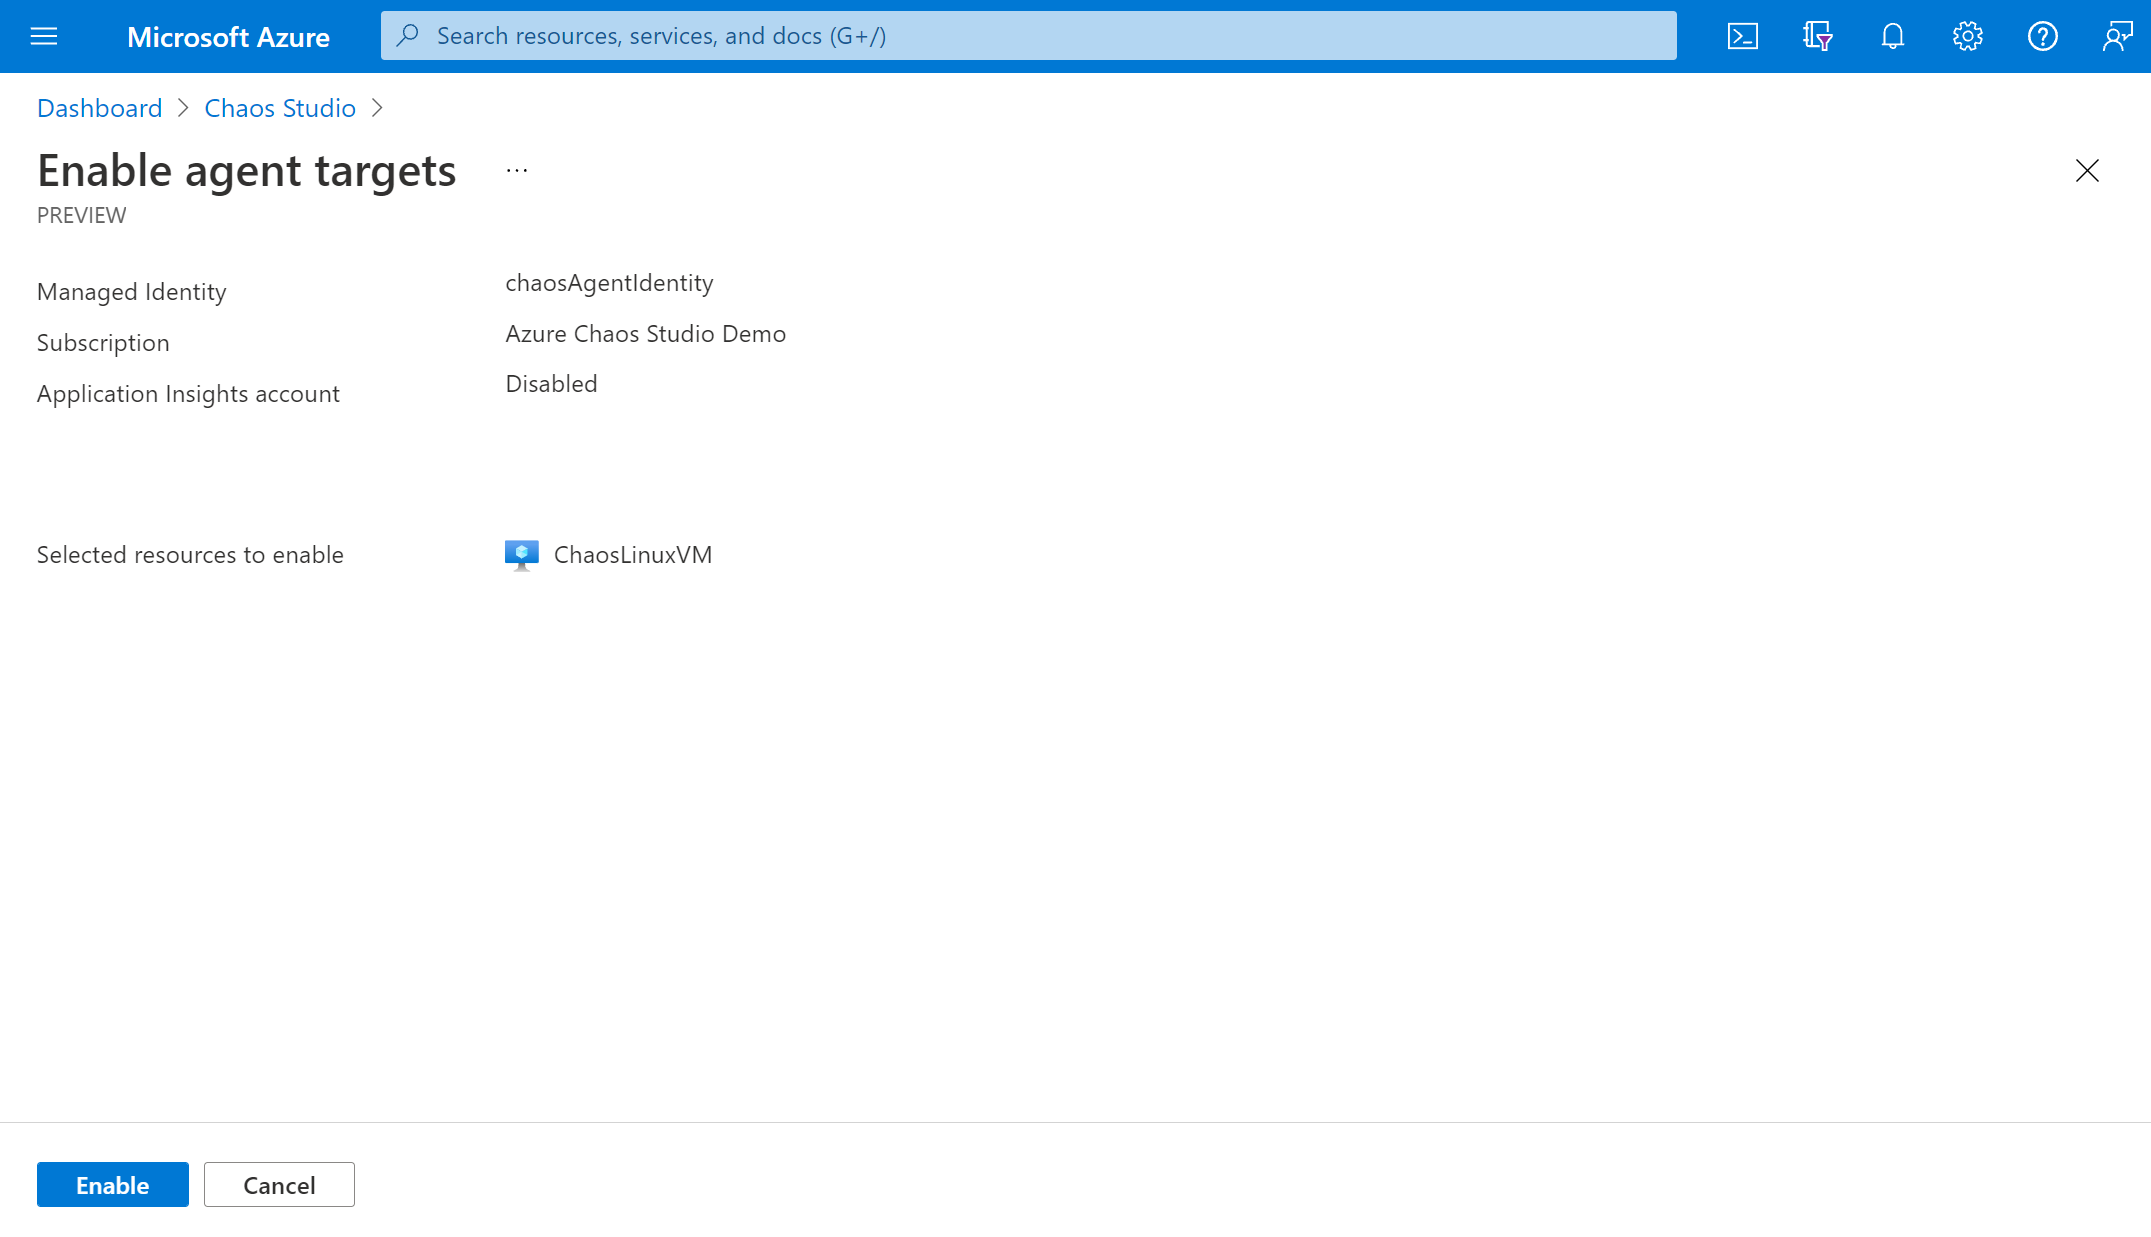 Microsoft Azure
Search resources, services, and docs (G+/)
Dashboard > Chaos Studio >
Enable agent targets ...
PREVIEW
Managed Identity chaosAgentIdentity
Subscription Azure Chaos Studio Demo
Application Insights account Disabled
Selected resources to enable ChaosLinuxVM
Enable Cancel